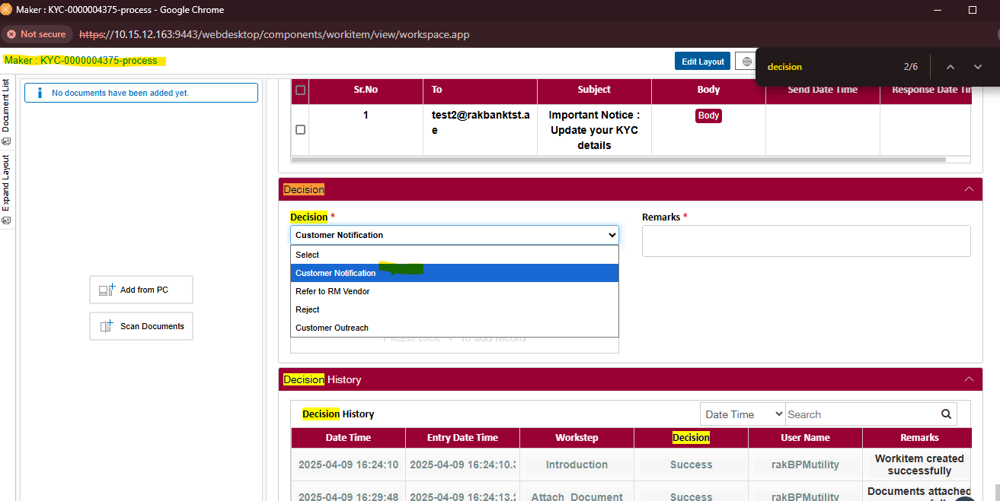 Maker : KYC-0000004375-process - Google Chrome
Not secure
https://10.15.12.163:9443/webdesktop/components/workitem/view/workspace.app
Maker : KYC-0000004375-process
Edit Layout
decision
2/6
Document List
Expand Layout
No documents have been added yet.
Add from PC
Scan Documents
Sr.No To Subject Body Send Date Time Response Date Tim
1 test2@rakbanktst.a
e
Important Notice :
Update your KYC
details
Body
Decision
Decision *
Remarks *
Customer Notification
Select
Customer Notification
Refer to RM Vendor
Reject
Customer Outreach
Please click '+' to add record
Decision History
Decision History
Date Time
Search
Date Time Entry Date Time Workstep Decision User Name Remarks
2025-04-09 16:24:10 2025-04-09 16:24:10.3 Introduction Success rakBPMutility Workitem created
successfully
2025-04-09 16:29:48 2025-04-09 16:24:13.2 Attach_Document Success rakBPMutility Documents attached